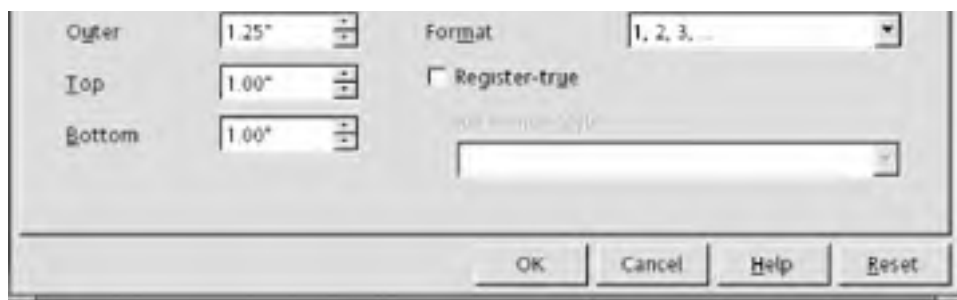 Outer 1.25" Format 1, 2, 3, ...
Top 1.00" Register-true
Bottom 1.00"
OK Cancel Help Reset